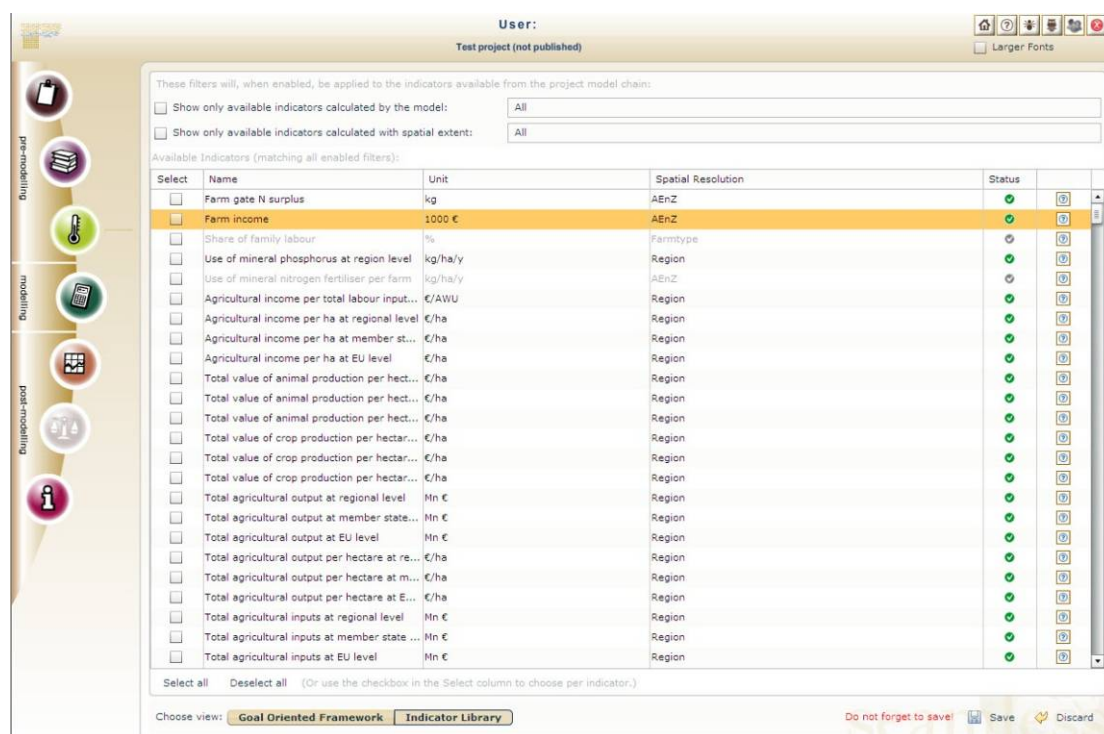 User:
Test project (not published)
Larger Fonts
pre-modelling
modelling
post-modelling
These filters will, when enabled, be applied to the indicators available from the project model chain:
Show only available indicators calculated by the model: All
Show only available indicators calculated with spatial extent: All
Available Indicators (matching all enabled filters):
Select Name Unit Spatial Resolution Status
Farm gate N surplus kg AEnZ
Farm income 1000 € AEnZ
Share of family labour % Farmtype
Use of mineral phosphorus at region level kg/ha/y Region
Use of mineral nitrogen fertiliser per farm kg/ha/y AEnZ
Agricultural income per total labour input... €/AWU Region
Agricultural income per ha at regional level €/ha Region
Agricultural income per ha at member st... €/ha Region
Agricultural income per ha at EU level €/ha Region
Total value of animal production per hect... €/ha Region
Total value of animal production per hect... €/ha Region
Total value of animal production per hect... €/ha Region
Total value of crop production per hectar... €/ha Region
Total value of crop production per hectar... €/ha Region
Total value of crop production per hectar... €/ha Region
Total agricultural output at regional level Mn € Region
Total agricultural output at member state... Mn € Region
Total agricultural output at EU level Mn € Region
Total agricultural output per hectare at re... €/ha Region
Total agricultural output per hectare at m... €/ha Region
Total agricultural output per hectare at E... €/ha Region
Total agricultural inputs at regional level Mn € Region
Total agricultural inputs at member state ... Mn € Region
Total agricultural inputs at EU level Mn € Region
Select all Deselect all (Or use the checkbox in the Select column to choose per indicator.)
Choose view: Goal Oriented Framework Indicator Library Do not forget to save! Save Discard